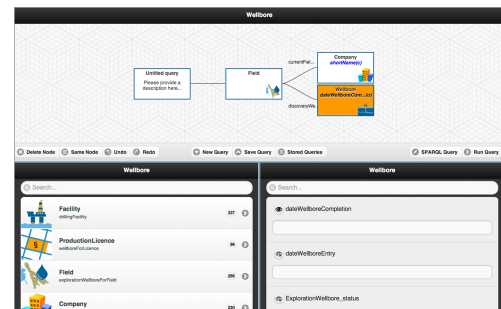 Wellbore
Untitled query
Please provide a
description here...
Field
currentFiel...
Company
shortName(o)
discoveryWe...
Wellbore
dateWellboreCom...(o)
Delete Node
Same Node
Undo
Redo
New Query
Save Query
Stored Queries
SPARQL Query
Run Query
Wellbore
Search...
Facility
drillingFacility
337
ProductionLicence
wellboreForLicence
96
Field
explorationWellboreForField
286
Company
230
Wellbore
Search...
dateWellboreCompletion
dateWellboreEntry
ExplorationWellbore_status